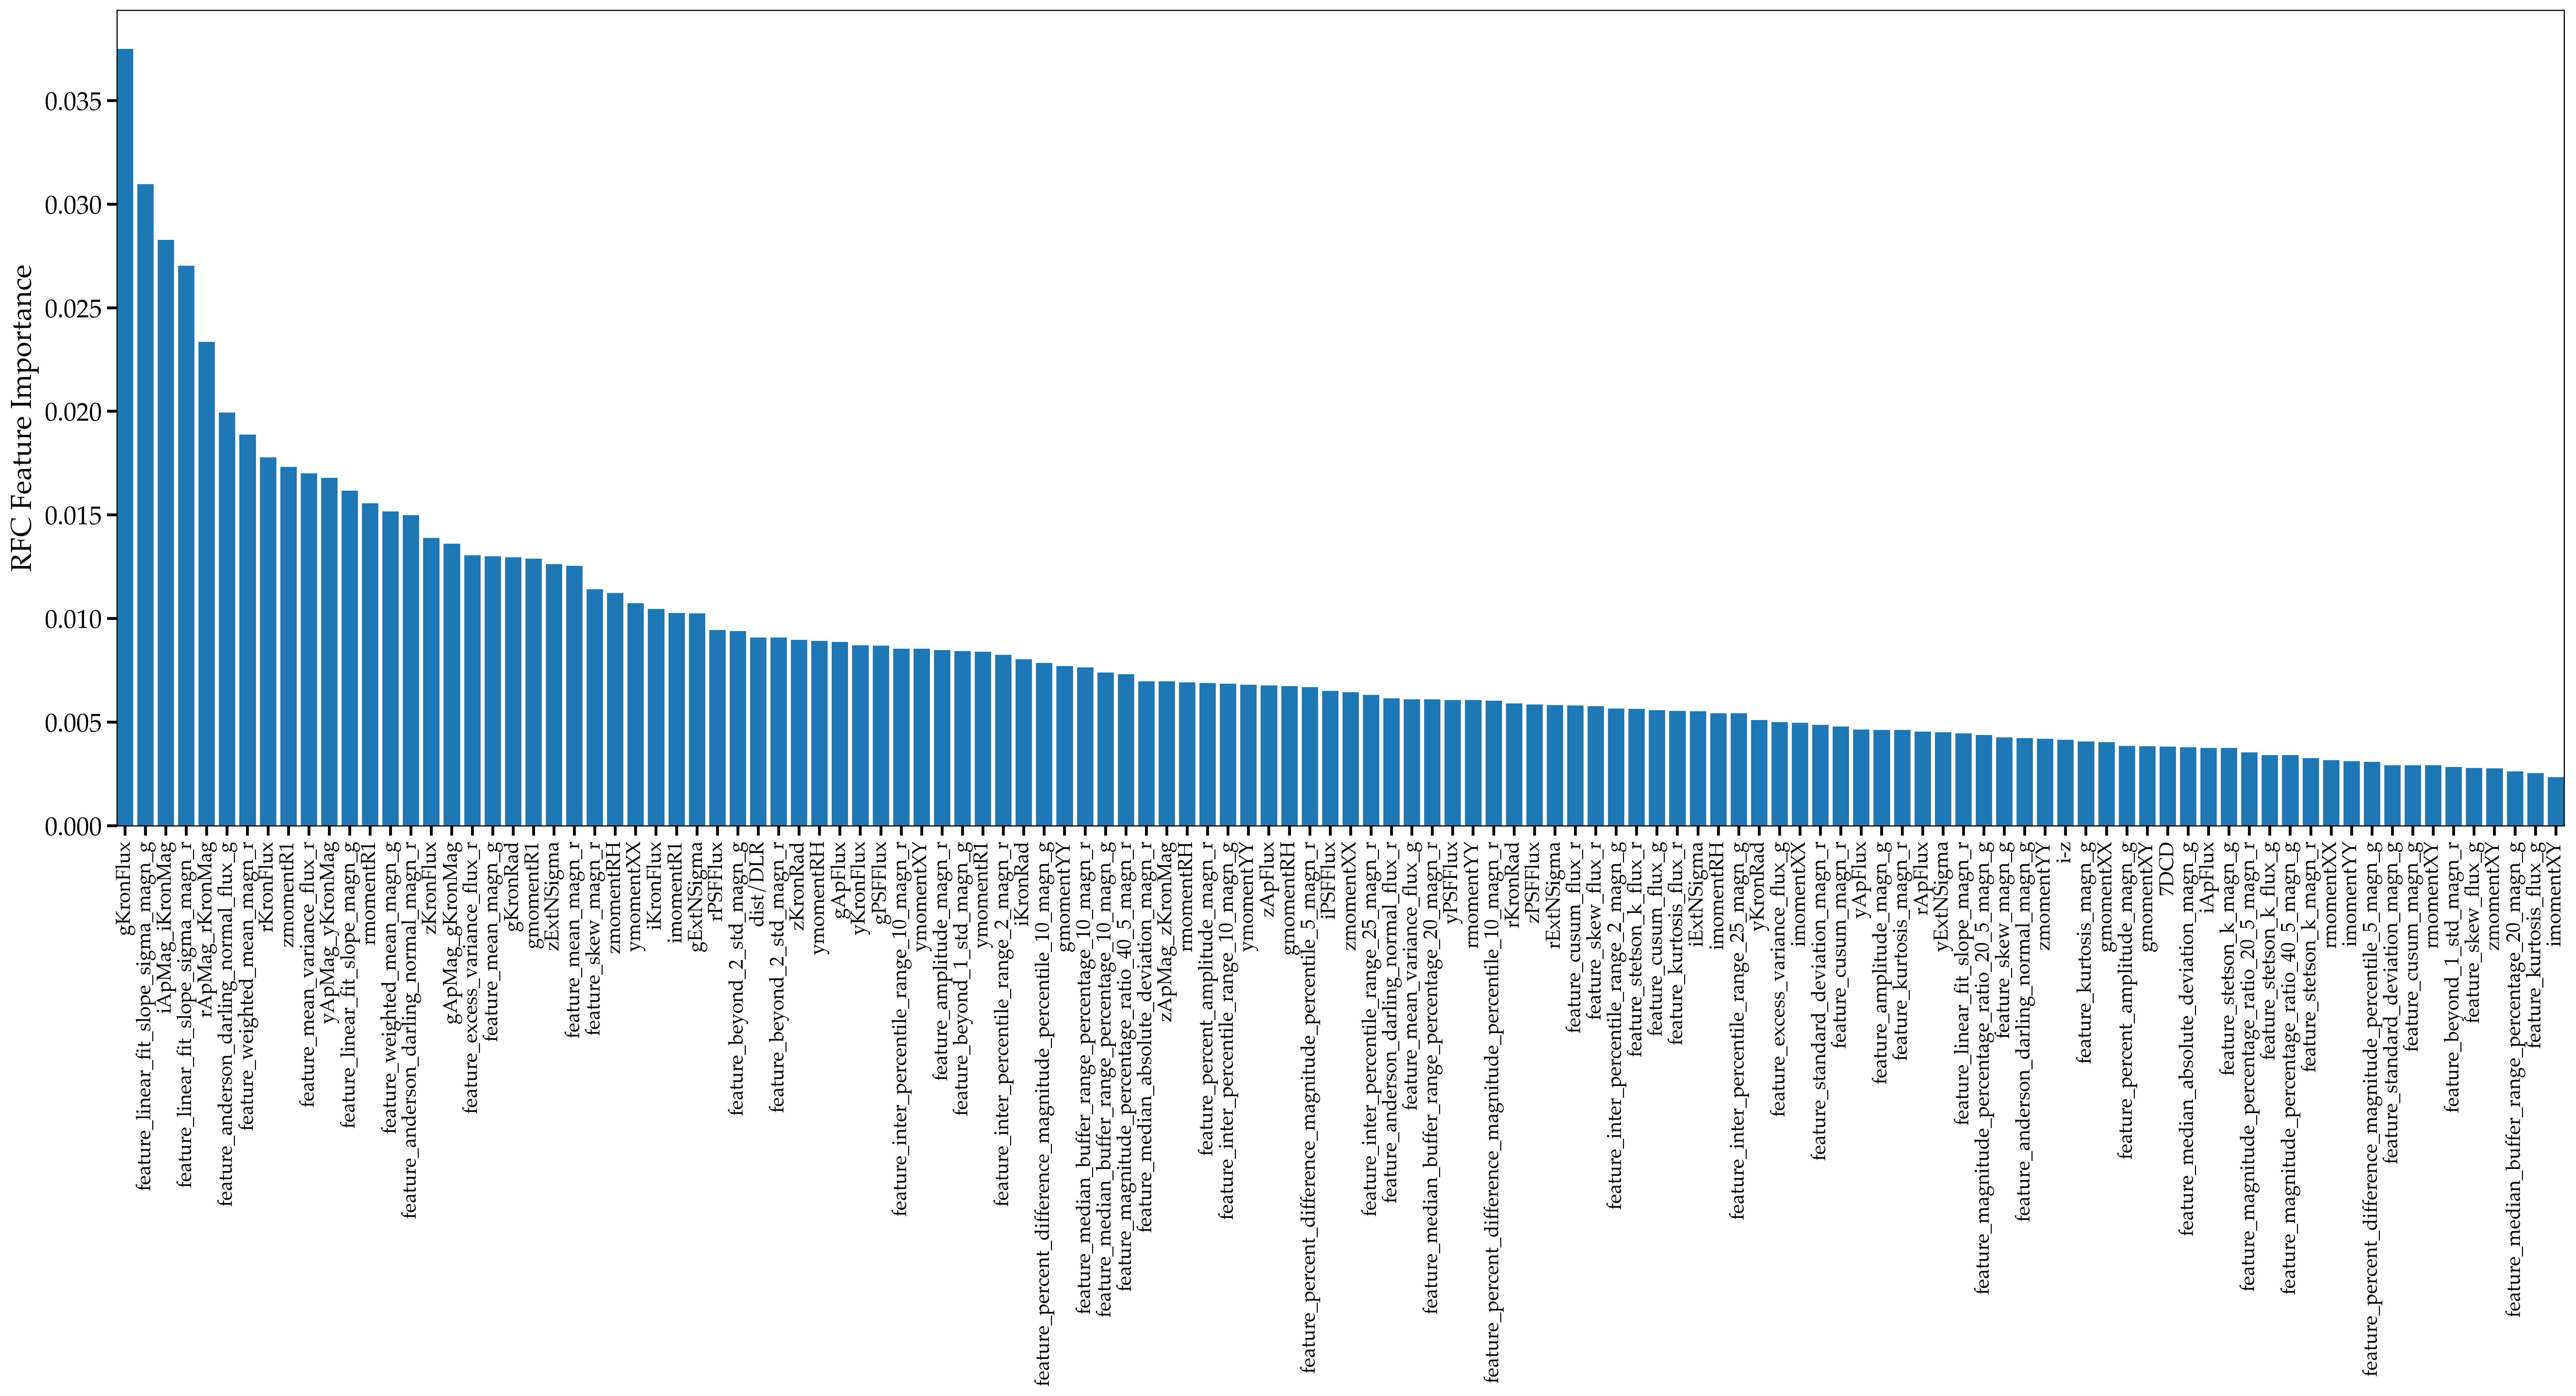 RFC Feature Importance
0.035
0.030
0.025
0.020
0.015
0.010
0.005
0.000
gKronFlux
feature_linear_fit_slope_sigma_magn_g
iApMag_iKronMag
feature_linear_fit_slope_sigma_magn_r
rApMag_rKronMag
feature_anderson_darling_normal_flux_g
feature_weighted_mean_magn_r
rKronFlux
zmomentR1
feature_mean_variance_flux_r
yApMag_yKronMag
feature_linear_fit_slope_magn_g
rmomentR1
feature_weighted_mean_magn_g
feature_anderson_darling_normal_magn_r
zKronFlux
gApMag_gKronMag
feature_excess_variance_flux_r
feature_mean_magn_g
gKronRad
gmomentR1
zExtNSigma
feature_mean_magn_r
feature_skew_magn_r
zmomentRH
ymomentXX
iKronFlux
imomentR1
gExtNSigma
rPSFFlux
feature_beyond_2_std_magn_g
dist/DLR
feature_beyond_2_std_magn_r
zKronRad
ymomentRH
gApFlux
yKronFlux
gPSFFlux
feature_inter_percentile_range_10_magn_r
ymomentXY
feature_amplitude_magn_r
feature_beyond_1_std_magn_g
ymomentR1
feature_inter_percentile_range_2_magn_r
iKronRad
feature_percent_difference_magnitude_percentile_10_magn_g
gmomentYY
feature_median_buffer_range_percentage_10_magn_r
feature_median_buffer_range_percentage_10_magn_g
feature_magnitude_percentage_ratio_40_5_magn_r
feature_median_absolute_deviation_magn_r
zApMag_zKronMag
rmomentRH
feature_percent_amplitude_magn_r
feature_inter_percentile_range_10_magn_g
ymomentYY
zApFlux
gmomentRH
feature_percent_difference_magnitude_percentile_5_magn_r
iPSFFlux
zmomentXX
feature_inter_percentile_range_25_magn_r
feature_anderson_darling_normal_flux_r
feature_mean_variance_flux_g
feature_median_buffer_range_percentage_20_magn_r
yPSFFlux
rmomentYY
feature_percent_difference_magnitude_percentile_10_magn_r
rKronRad
zPSFFlux
rExtNSigma
feature_cusum_flux_r
feature_skew_flux_r
feature_inter_percentile_range_2_magn_g
feature_stetson_k_flux_r
feature_cusum_flux_g
feature_kurtosis_flux_r
iExtNSigma
imomentRH
feature_inter_percentile_range_25_magn_g
yKronRad
feature_excess_variance_flux_g
imomentXX
feature_standard_deviation_magn_r
feature_cusum_magn_r
yApFlux
feature_amplitude_magn_g
feature_kurtosis_magn_r
rApFlux
yExtNSigma
feature_linear_fit_slope_magn_r
feature_magnitude_percentage_ratio_20_5_magn_g
feature_skew_magn_g
feature_anderson_darling_normal_magn_g
zmomentYY
i-z
feature_kurtosis_magn_g
gmomentXX
feature_percent_amplitude_magn_g
gmomentXY
7DCD
feature_median_absolute_deviation_magn_g
iApFlux
feature_stetson_k_magn_g
feature_magnitude_percentage_ratio_20_5_magn_r
feature_stetson_k_flux_g
feature_magnitude_percentage_ratio_40_5_magn_g
feature_stetson_k_magn_r
rmomentXX
imomentYY
feature_percent_difference_magnitude_percentile_5_magn_g
feature_standard_deviation_magn_g
feature_cusum_magn_g
rmomentXY
feature_beyond_1_std_magn_r
feature_skew_flux_g
zmomentXY
feature_median_buffer_range_percentage_20_magn_g
feature_kurtosis_flux_g
imomentXY